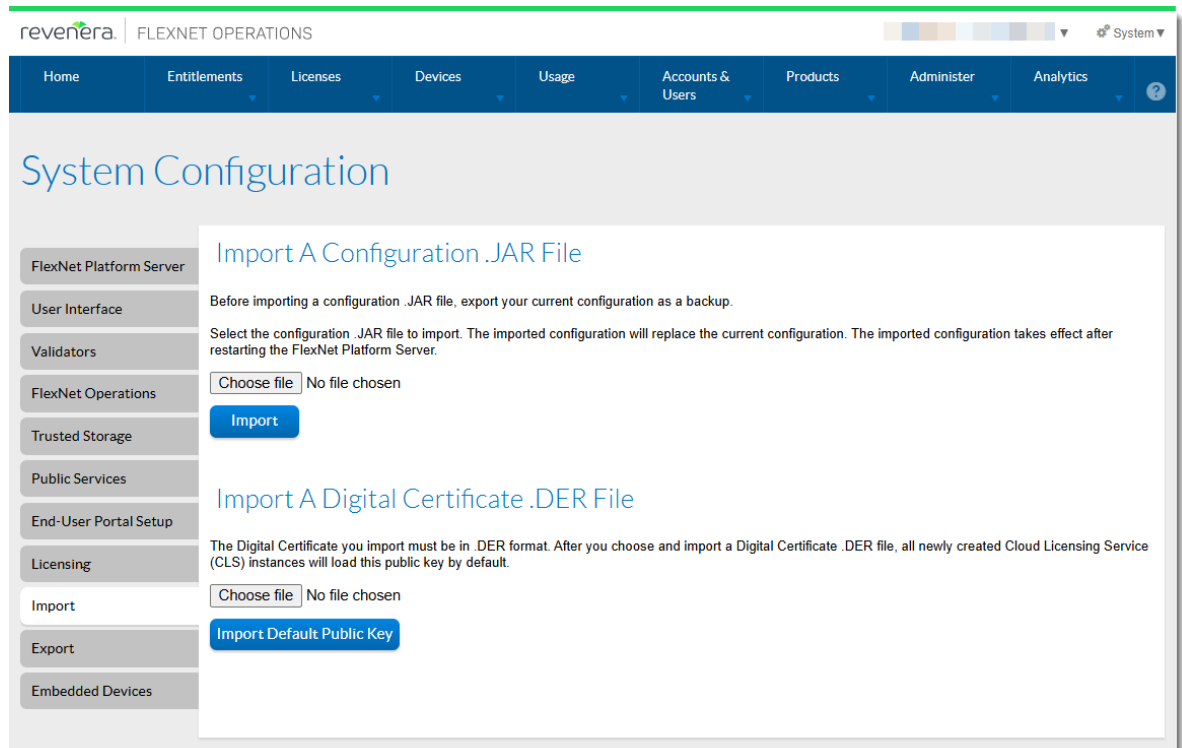 revenera. FLEXNET OPERATIONS
System
Home Entitlements Licenses Devices Usage Accounts & Users Products Administer Analytics
System Configuration
FlexNet Platform Server
User Interface
Validators
FlexNet Operations
Trusted Storage
Public Services
End-User Portal Setup
Licensing
Import
Export
Embedded Devices
Import A Configuration .JAR File
Before importing a configuration .JAR file, export your current configuration as a backup.
Select the configuration .JAR file to import. The imported configuration will replace the current configuration. The imported configuration takes effect after
restarting the FlexNet Platform Server.
Choose file No file chosen
Import
Import A Digital Certificate .DER File
The Digital Certificate you import must be in .DER format. After you choose and import a Digital Certificate .DER file, all newly created Cloud Licensing Service
(CLS) instances will load this public key by default.
Choose file No file chosen
Import Default Public Key